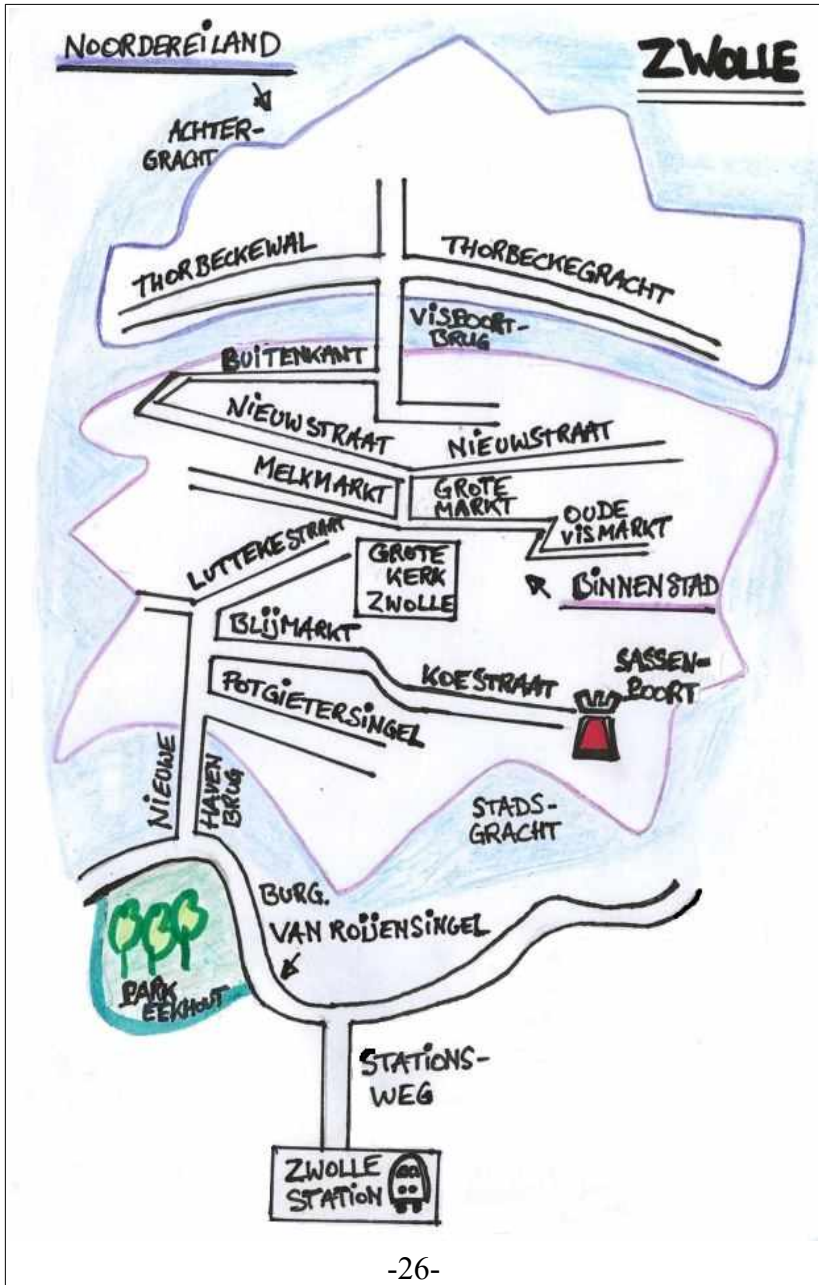 NOORDEREILAND
ZWOLLE
ACHTER-
GRACHT
THORBECKEWAL
THORBECKEGRACHT
VISPOORT-
BRUG
BUITENKANT
NIEUWSTRAAT
NIEUWSTRAAT
MELKMARKT
GROTE
MARKT
OUDE
VISMARKT
LUTTEKESTRAAT
GROTE
KERK
ZWOLLE
BINNENSTAD
BLIJMARKT
KOESTRAAT
SASSEN-
POORT
POTGIETERSINGEL
NIEUWE
HAVEN
BRUG
STADS-
GRACHT
BURG.
VAN ROIJENSINGEL
PARK
EEKHOUT
STATIONS-
WEG
ZWOLLE
STATION
-26-